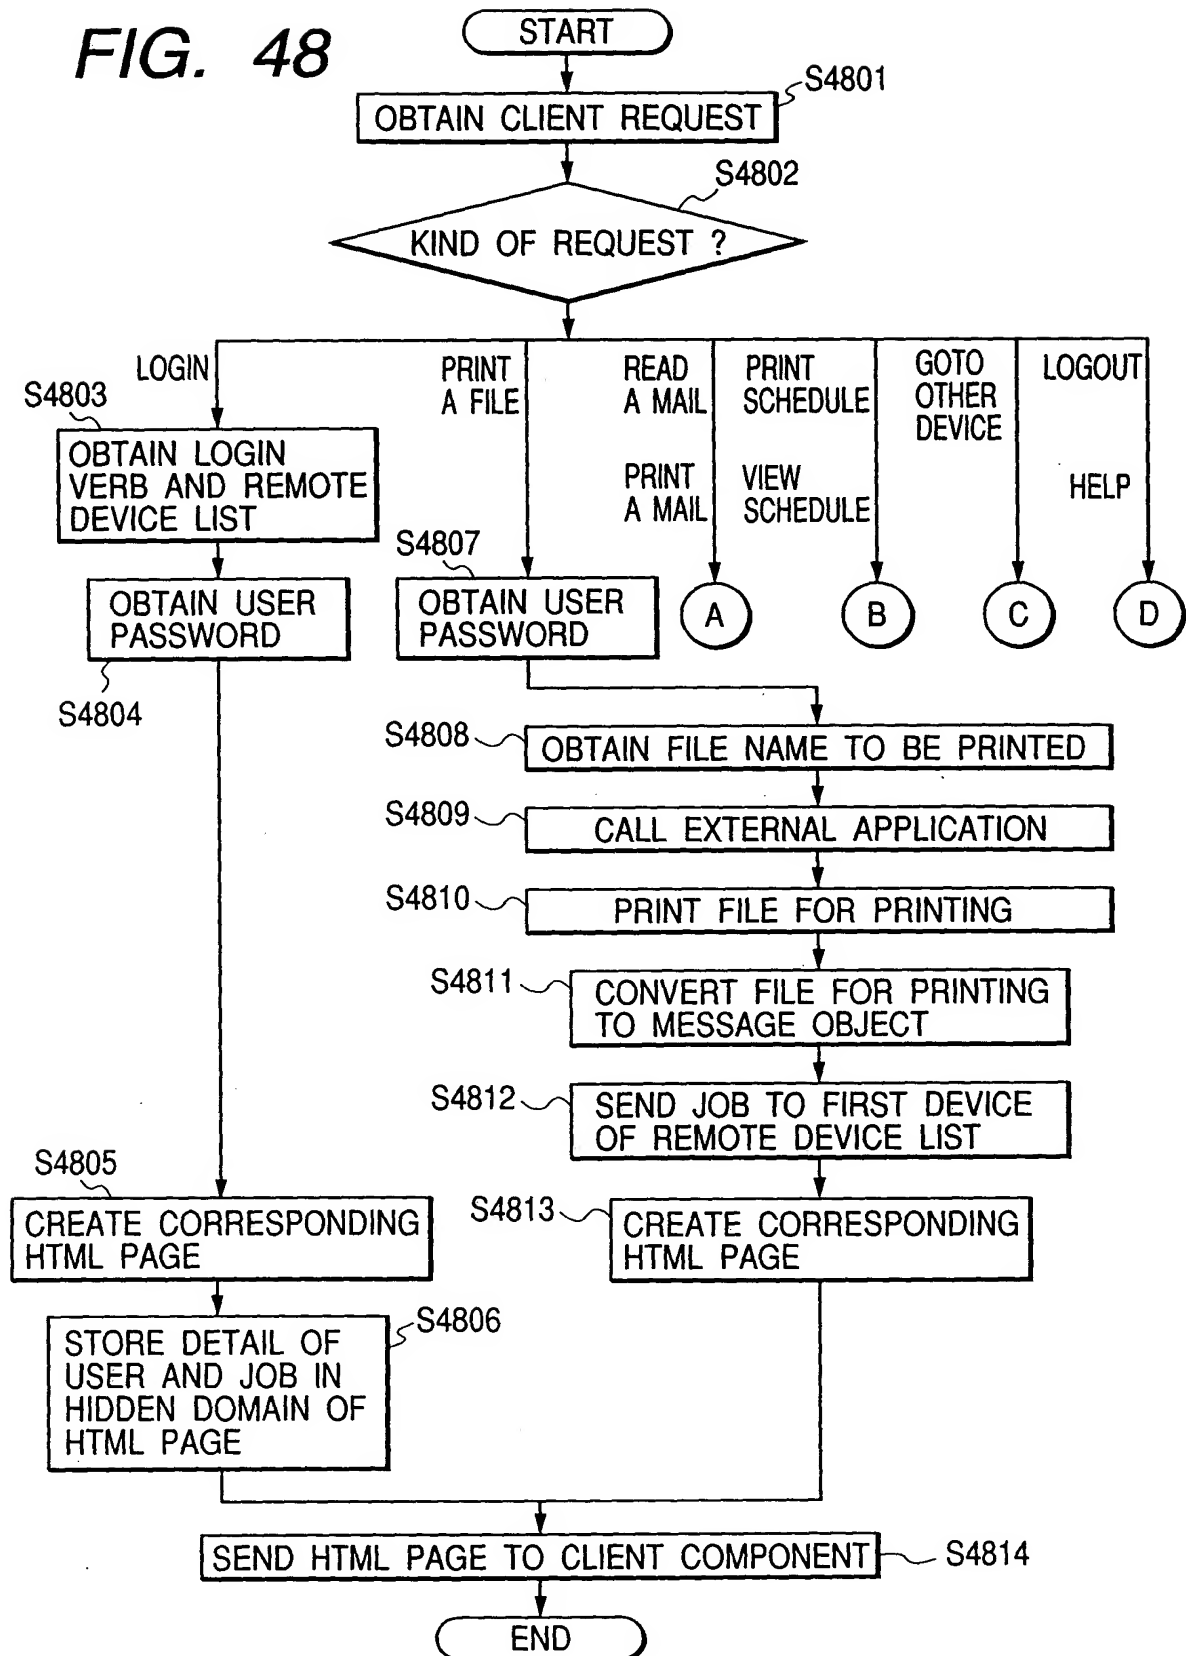 FIG. 48
START
S4801
OBTAIN CLIENT REQUEST
S4802
KIND OF REQUEST ?
LOGIN
PRINT
A FILE
READ
A MAIL
PRINT
A MAIL
PRINT
SCHEDULE
VIEW
SCHEDULE
GOTO
OTHER
DEVICE
LOGOUT
HELP
S4803
OBTAIN LOGIN
VERB AND REMOTE
DEVICE LIST
OBTAIN USER
PASSWORD
S4804
S4807
OBTAIN USER
PASSWORD
A
B
C
D
S4808
OBTAIN FILE NAME TO BE PRINTED
S4809
CALL EXTERNAL APPLICATION
S4810
PRINT FILE FOR PRINTING
S4811
CONVERT FILE FOR PRINTING
TO MESSAGE OBJECT
S4812
SEND JOB TO FIRST DEVICE
OF REMOTE DEVICE LIST
S4805
CREATE CORRESPONDING
HTML PAGE
S4813
CREATE CORRESPONDING
HTML PAGE
S4806
STORE DETAIL OF
USER AND JOB IN
HIDDEN DOMAIN OF
HTML PAGE
SEND HTML PAGE TO CLIENT COMPONENT
S4814
END